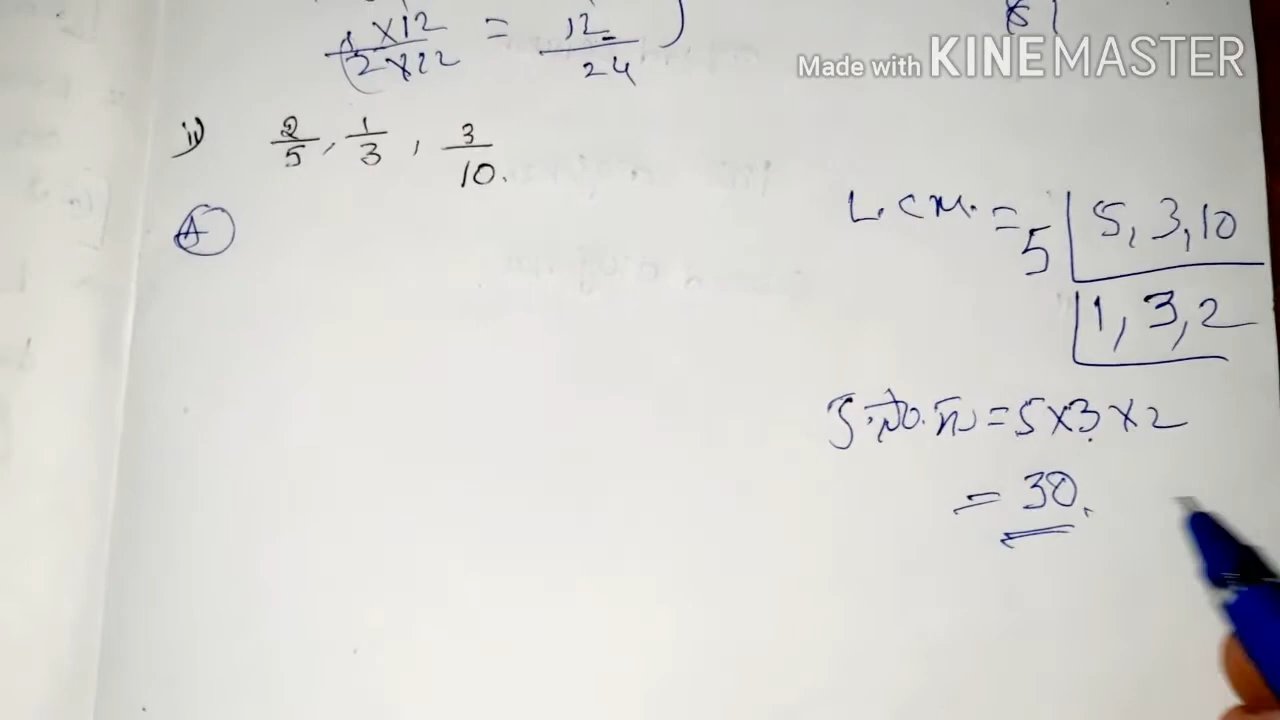 1×12/2×12 = 12/24 )
Made with KINEMASTER
ii) 2/5, 1/3, 3/10.
A
L.C.M. = 5 | 5, 3, 10
1, 3, 2
= 5×3×2
= 30.